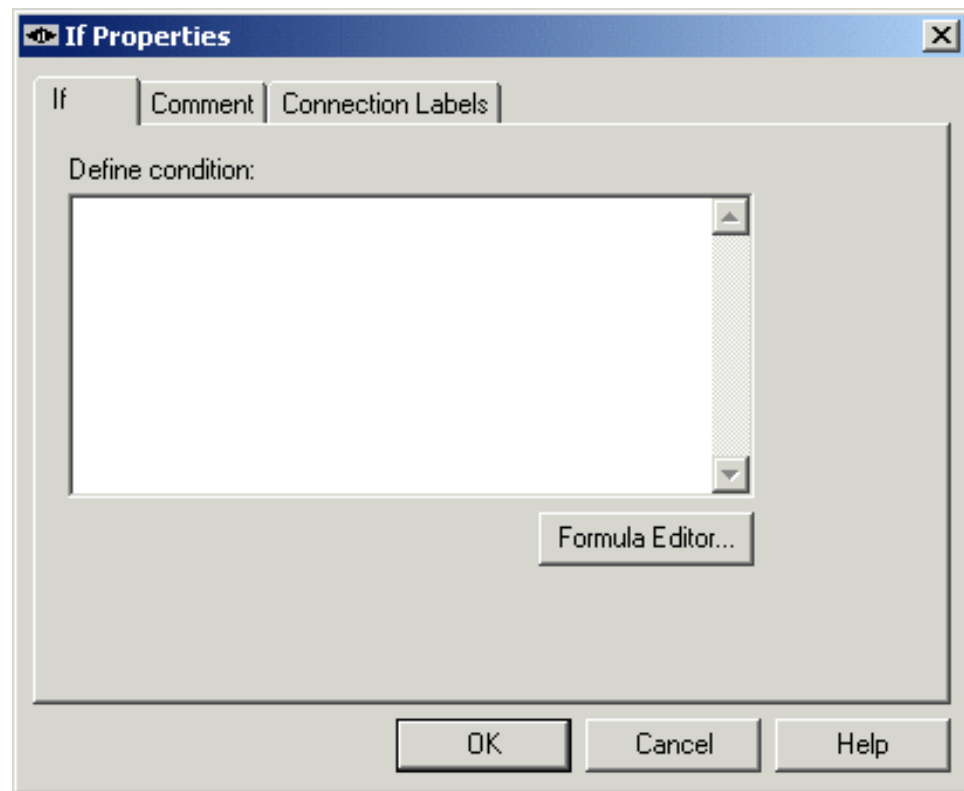 If Properties
If Comment Connection Labels
Define condition:
Formula Editor...
OK Cancel Help